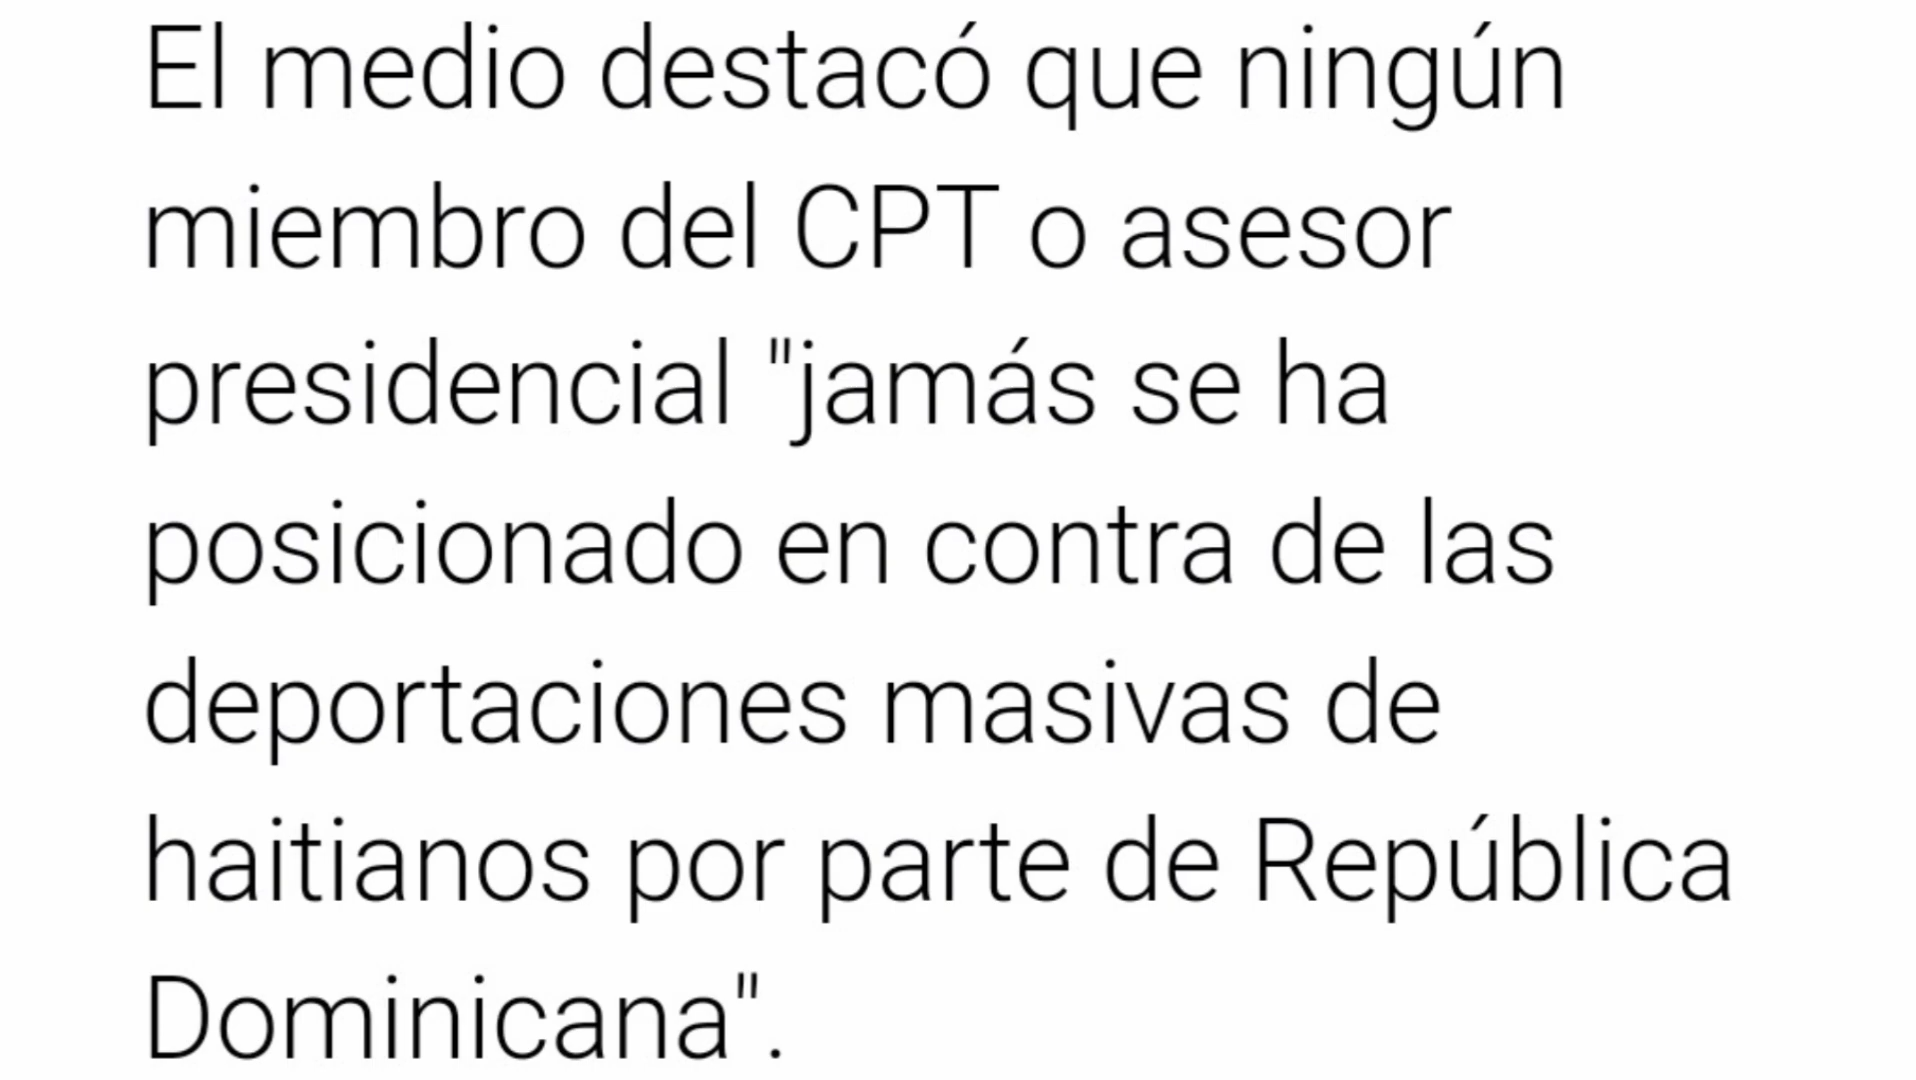 El medio destacó que ningún
miembro del CPT o asesor
presidencial "jamás se ha
posicionado en contra de las
deportaciones masivas de
haitianos por parte de República
Dominicana".